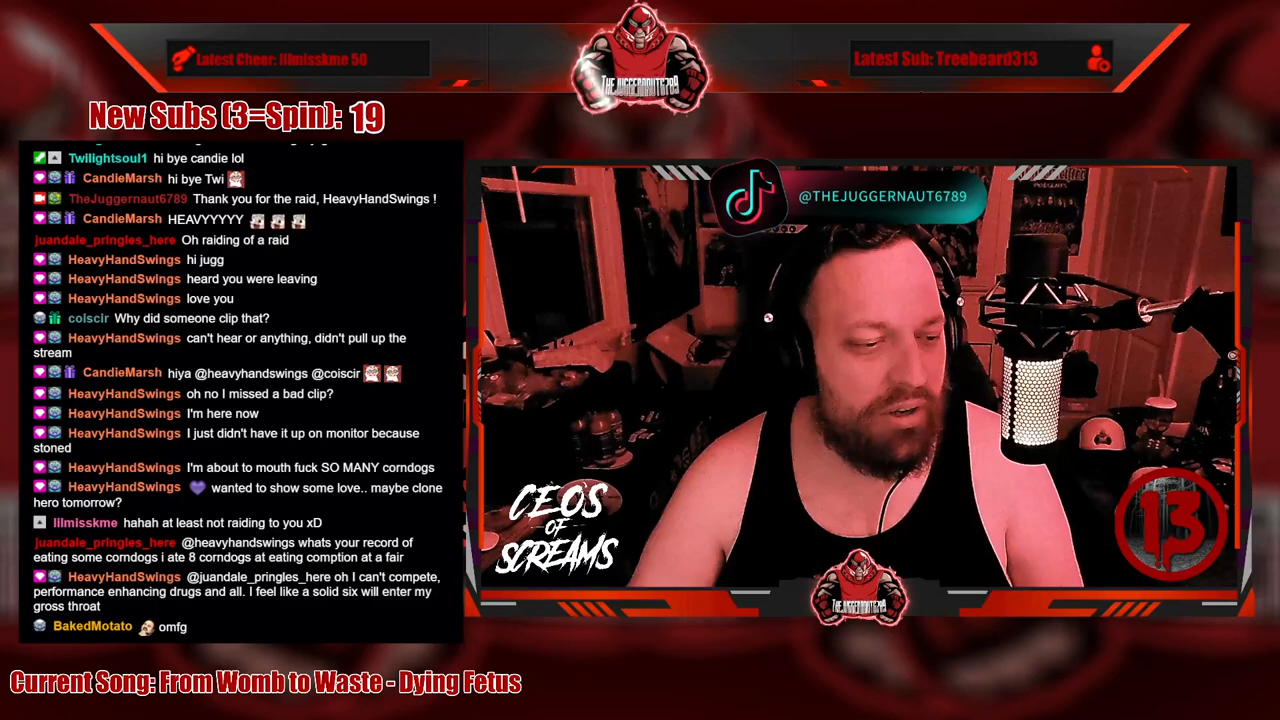 Latest Cheer: lilmisskme 50
THEJUGGERNAUT6789
Latest Sub: Treebeard313
New Subs (3=Spin): 19
Twilightsoul1 hi bye candie lol
CandieMarsh hi bye Twi
TheJuggernaut6789 Thank you for the raid, HeavyHandSwings !
CandieMarsh HEAVYYYYY
juandale_pringles_here Oh raiding of a raid
HeavyHandSwings hi jugg
HeavyHandSwings heard you were leaving
HeavyHandSwings love you
coiscir Why did someone clip that?
HeavyHandSwings can't hear or anything, didn't pull up the
stream
CandieMarsh hiya @heavyhandswings @coiscir
HeavyHandSwings oh no I missed a bad clip?
HeavyHandSwings I'm here now
HeavyHandSwings I just didn't have it up on monitor because
stoned
HeavyHandSwings I'm about to mouth fuck SO MANY corndogs
HeavyHandSwings wanted to show some love.. maybe clone
hero tomorrow?
lilmisskme hahah at least not raiding to you xD
juandale_pringles_here @heavyhandswings whats your record of
eating some corndogs i ate 8 corndogs at eating comption at a fair
HeavyHandSwings @juandale_pringles_here oh I can't compete,
performance enhancing drugs and all. I feel like a solid six will enter my
gross throat
BakedMotato omfg
@THEJUGGERNAUT6789
CEOS
OF
SCREAMS
13
THEJUGGERNAUT6789
Current Song: From Womb to Waste - Dying Fetus